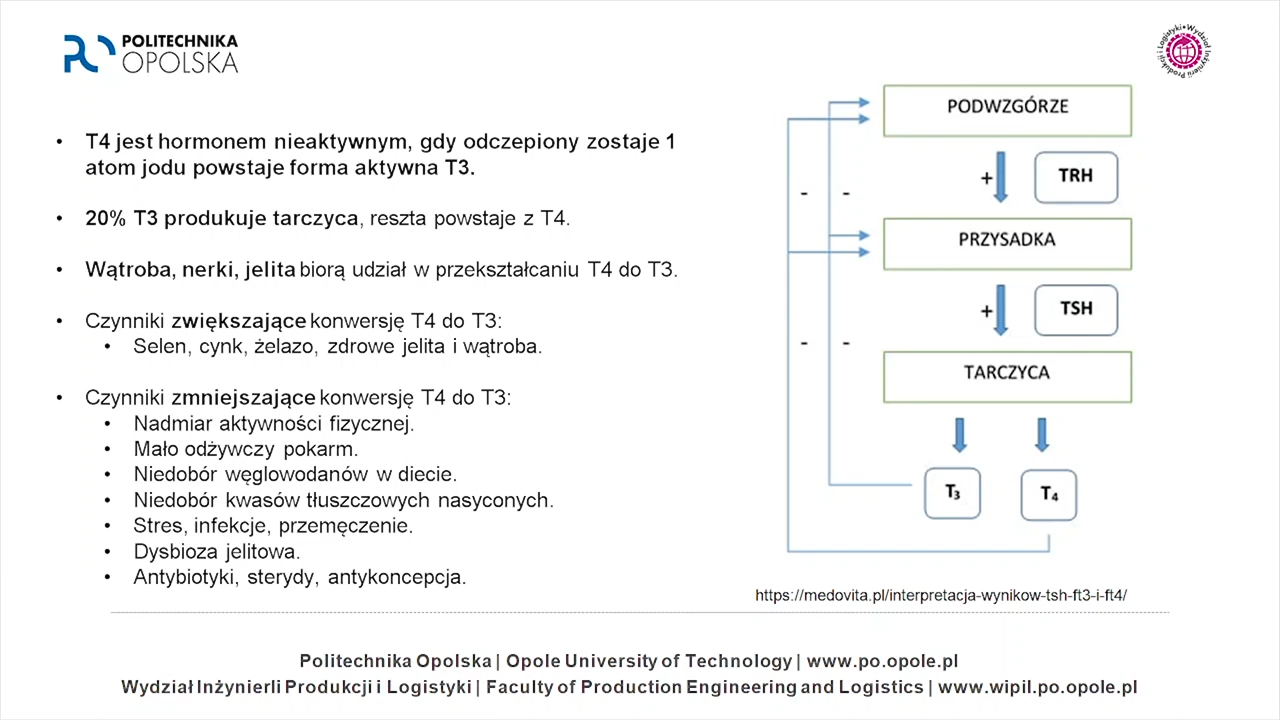 POLITECHNIKA
OPOLSKA
Wydział Inżynierii Produkcji i Logistyki
• T4 jest hormonem nieaktywnym, gdy odczepiony zostaje 1
atom jodu powstaje forma aktywna T3.
• 20% T3 produkuje tarczyca, reszta powstaje z T4.
• Wątroba, nerki, jelita biorą udział w przekształcaniu T4 do T3.
• Czynniki zwiększające konwersję T4 do T3:
• Selen, cynk, żelazo, zdrowe jelita i wątroba.
• Czynniki zmniejszające konwersję T4 do T3:
• Nadmiar aktywności fizycznej.
• Mało odżywczy pokarm.
• Niedobór węglowodanów w diecie.
• Niedobór kwasów tłuszczowych nasyconych.
• Stres, infekcje, przemęczenie.
• Dysbioza jelitowa.
• Antybiotyki, sterydy, antykoncepcja.
PODWZGÓRZE
+ TRH
- -
PRZYSADKA
+ TSH
- -
TARCZYCA
T₃ T₄
https://medovita.pl/interpretacja-wynikow-tsh-ft3-i-ft4/
Politechnika Opolska | Opole University of Technology | www.po.opole.pl
Wydział Inżynierli Produkcji i Logistyki | Faculty of Production Engineering and Logistics | www.wipil.po.opole.pl